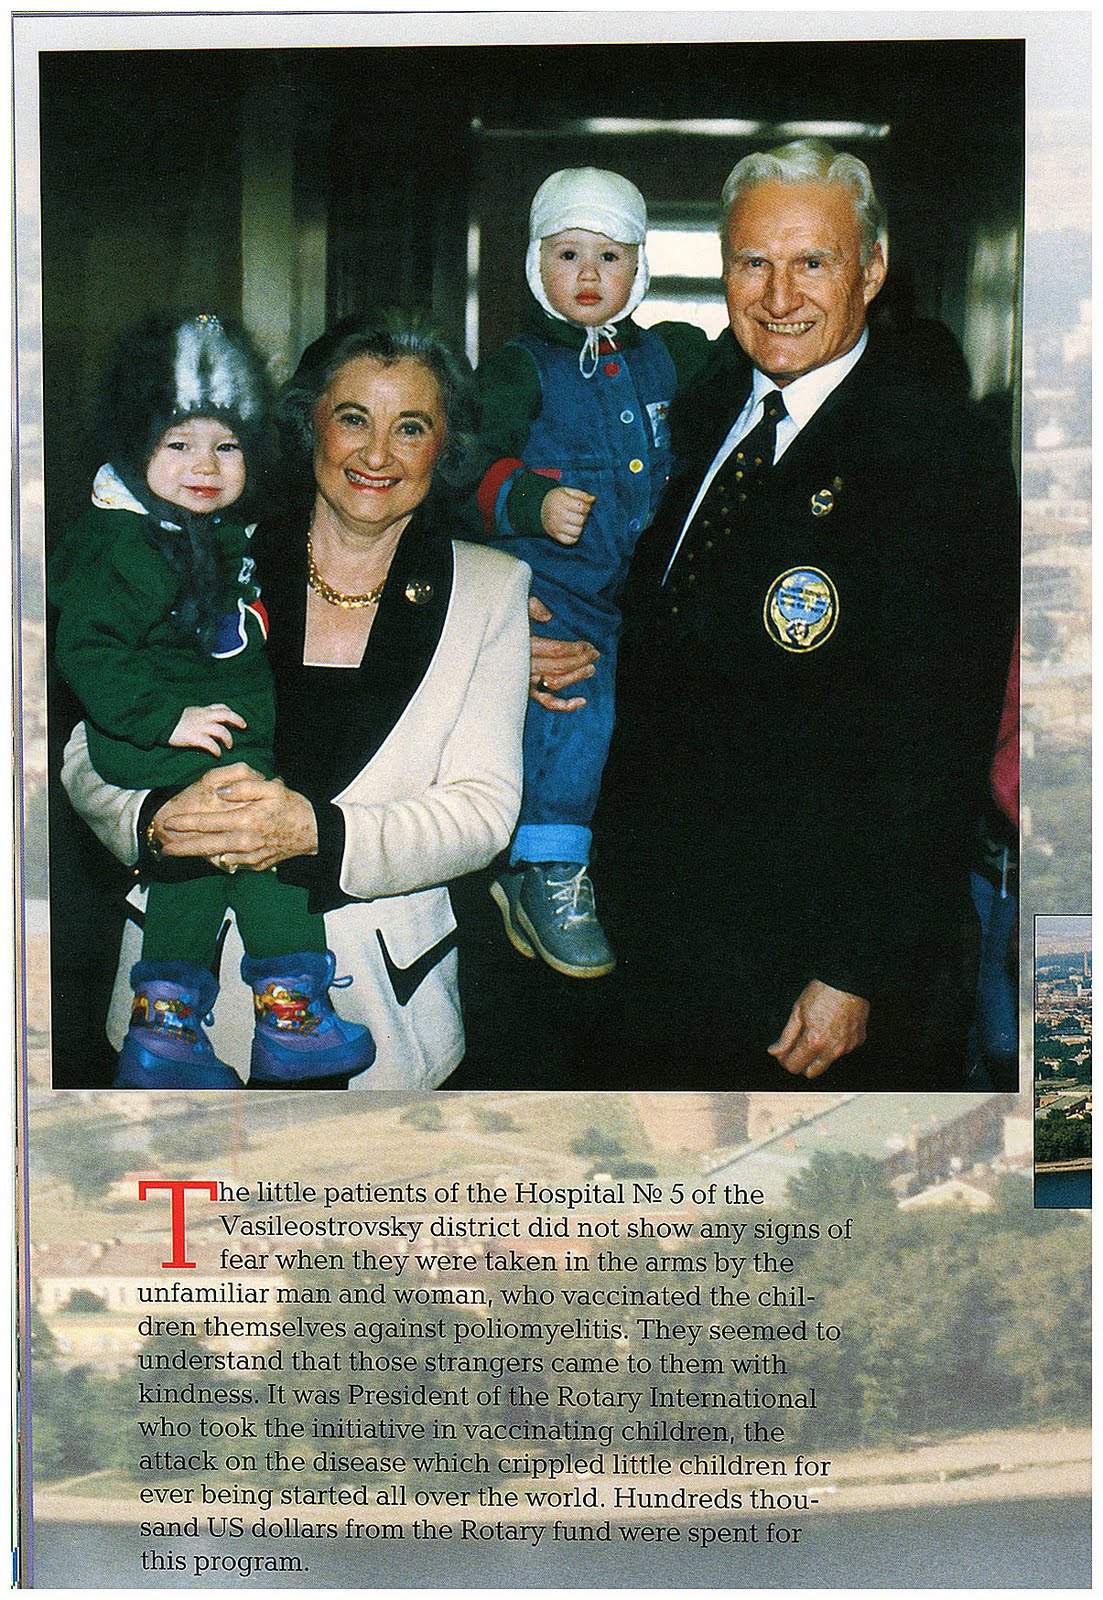 The little patients of the Hospital № 5 of the
Vasileostrovsky district did not show any signs of
fear when they were taken in the arms by the
unfamiliar man and woman, who vaccinated the chil-
dren themselves against poliomyelitis. They seemed to
understand that those strangers came to them with
kindness. It was President of the Rotary International
who took the initiative in vaccinating children, the
attack on the disease which crippled little children for
ever being started all over the world. Hundreds thou-
sand US dollars from the Rotary fund were spent for
this program.